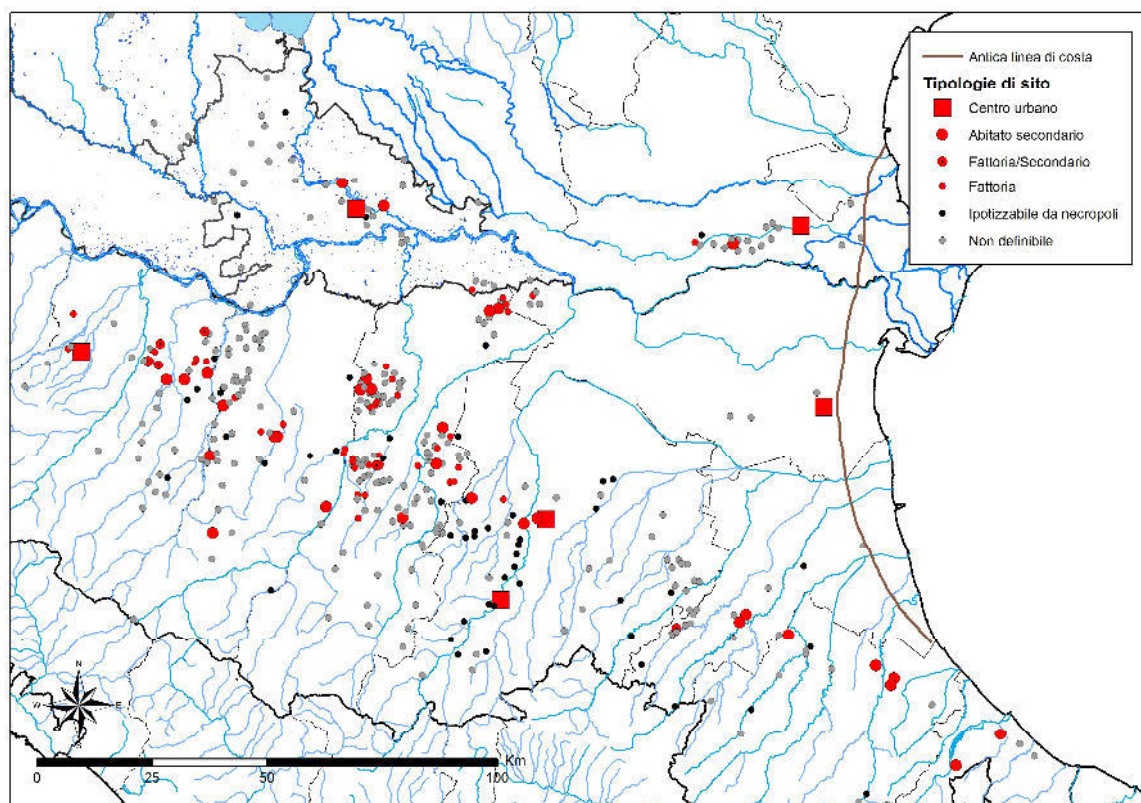 Antica linea di costa
Tipologie di sito
Centro urbano
Abitato secondario
Fattoria/Secondario
Fattoria
Ipotizzabile da necropoli
Non definibile
N
W
E
S
Km
0
25
50
100